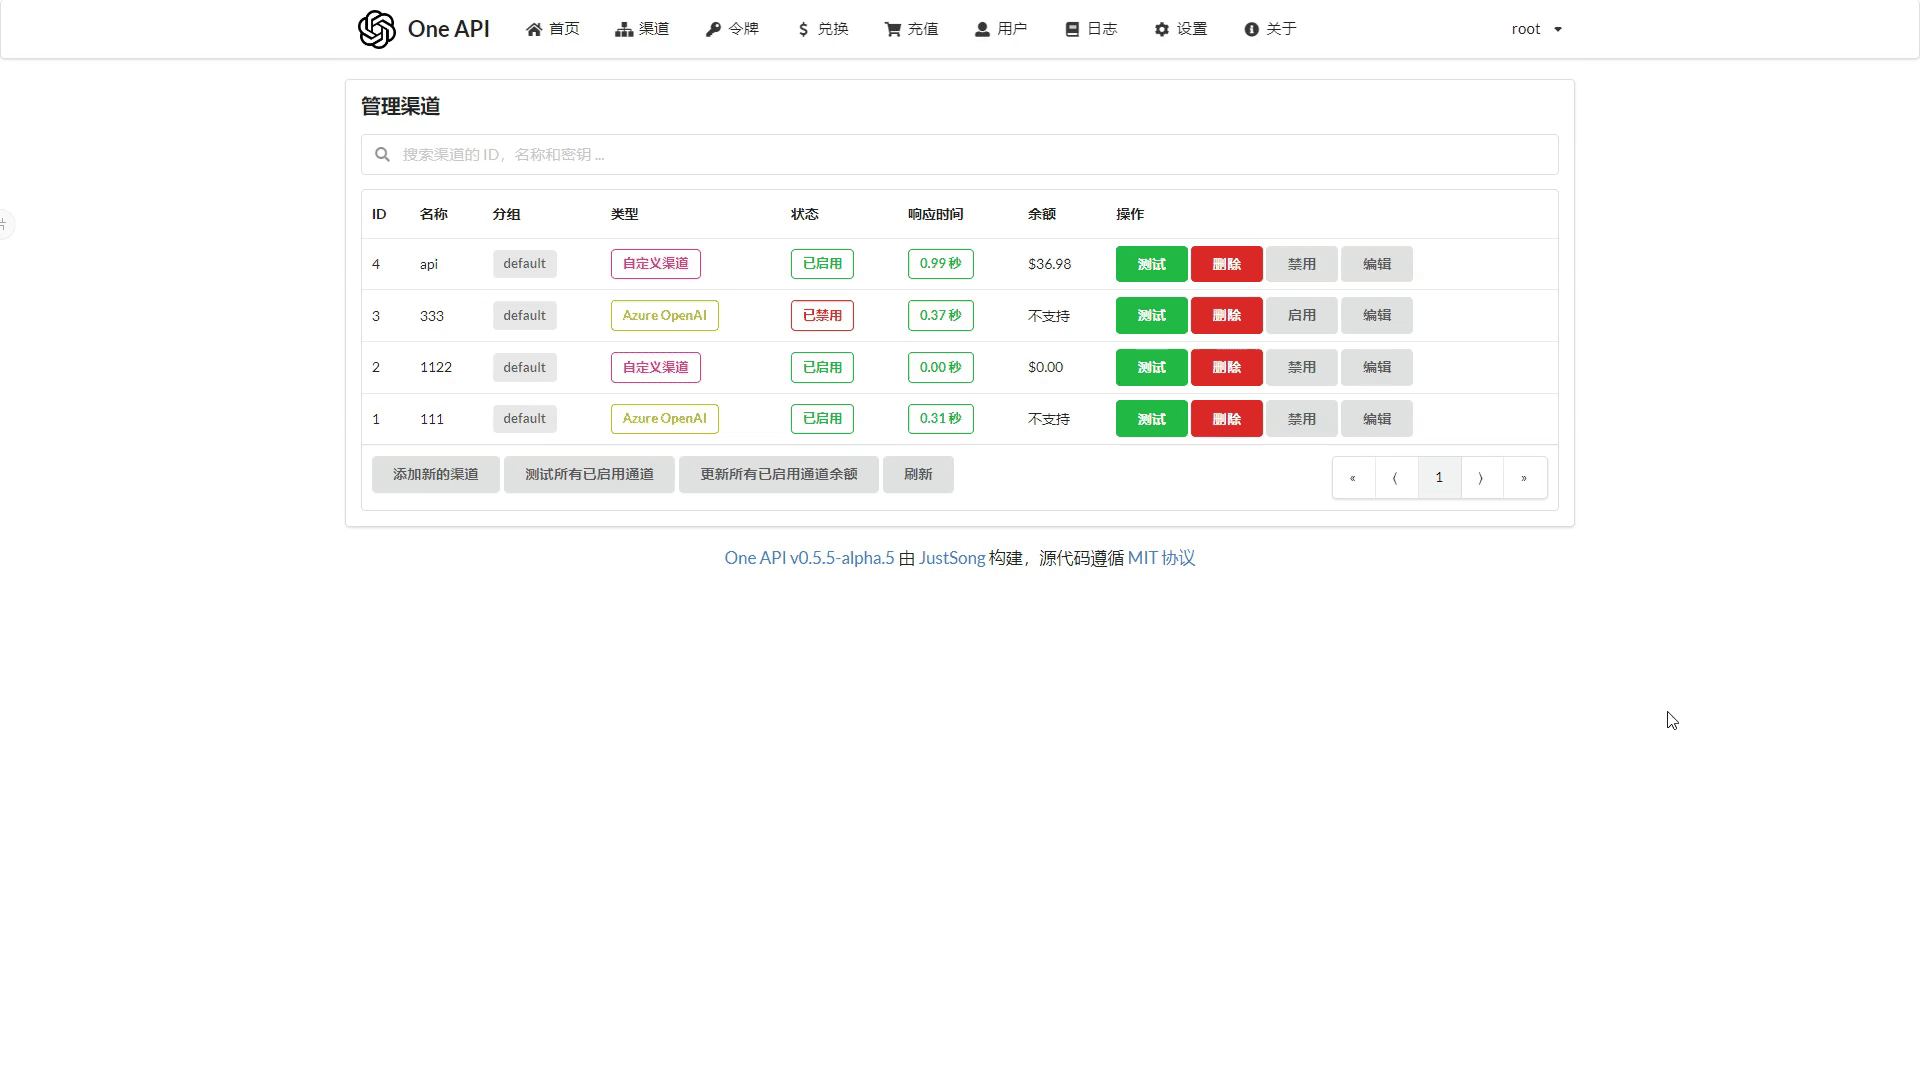 One API 首页 渠道 令牌 兑换 充值 用户 日志 设置 关于 root
管理渠道
搜索渠道的 ID，名称和密钥 ...
ID 名称 分组 类型 状态 响应时间 余额 操作
4 api default 自定义渠道 已启用 0.99 秒 $36.98 测试 删除 禁用 编辑
3 333 default Azure OpenAI 已禁用 0.37 秒 不支持 测试 删除 启用 编辑
2 1122 default 自定义渠道 已启用 0.00 秒 $0.00 测试 删除 禁用 编辑
1 111 default Azure OpenAI 已启用 0.31 秒 不支持 测试 删除 禁用 编辑
添加新的渠道 测试所有已启用通道 更新所有已启用通道余额 刷新 « ⟨ 1 ⟩ »
One API v0.5.5-alpha.5 由 JustSong 构建，源代码遵循 MIT 协议